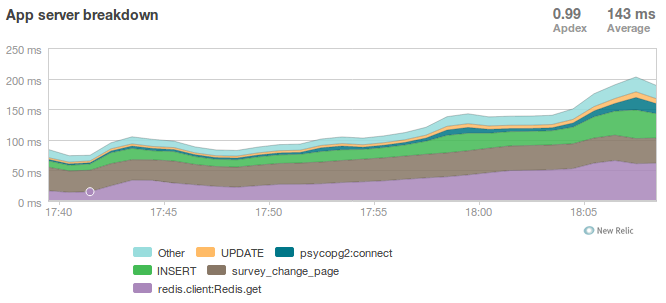 App server breakdown
0.99 143 ms
Apdex Average
250 ms
200 ms
150 ms
100 ms
50 ms
0 ms
17:40 17:45 17:50 17:55 18:00 18:05
New Relic
Other UPDATE psycopg2:connect
INSERT survey_change_page
redis.client:Redis.get